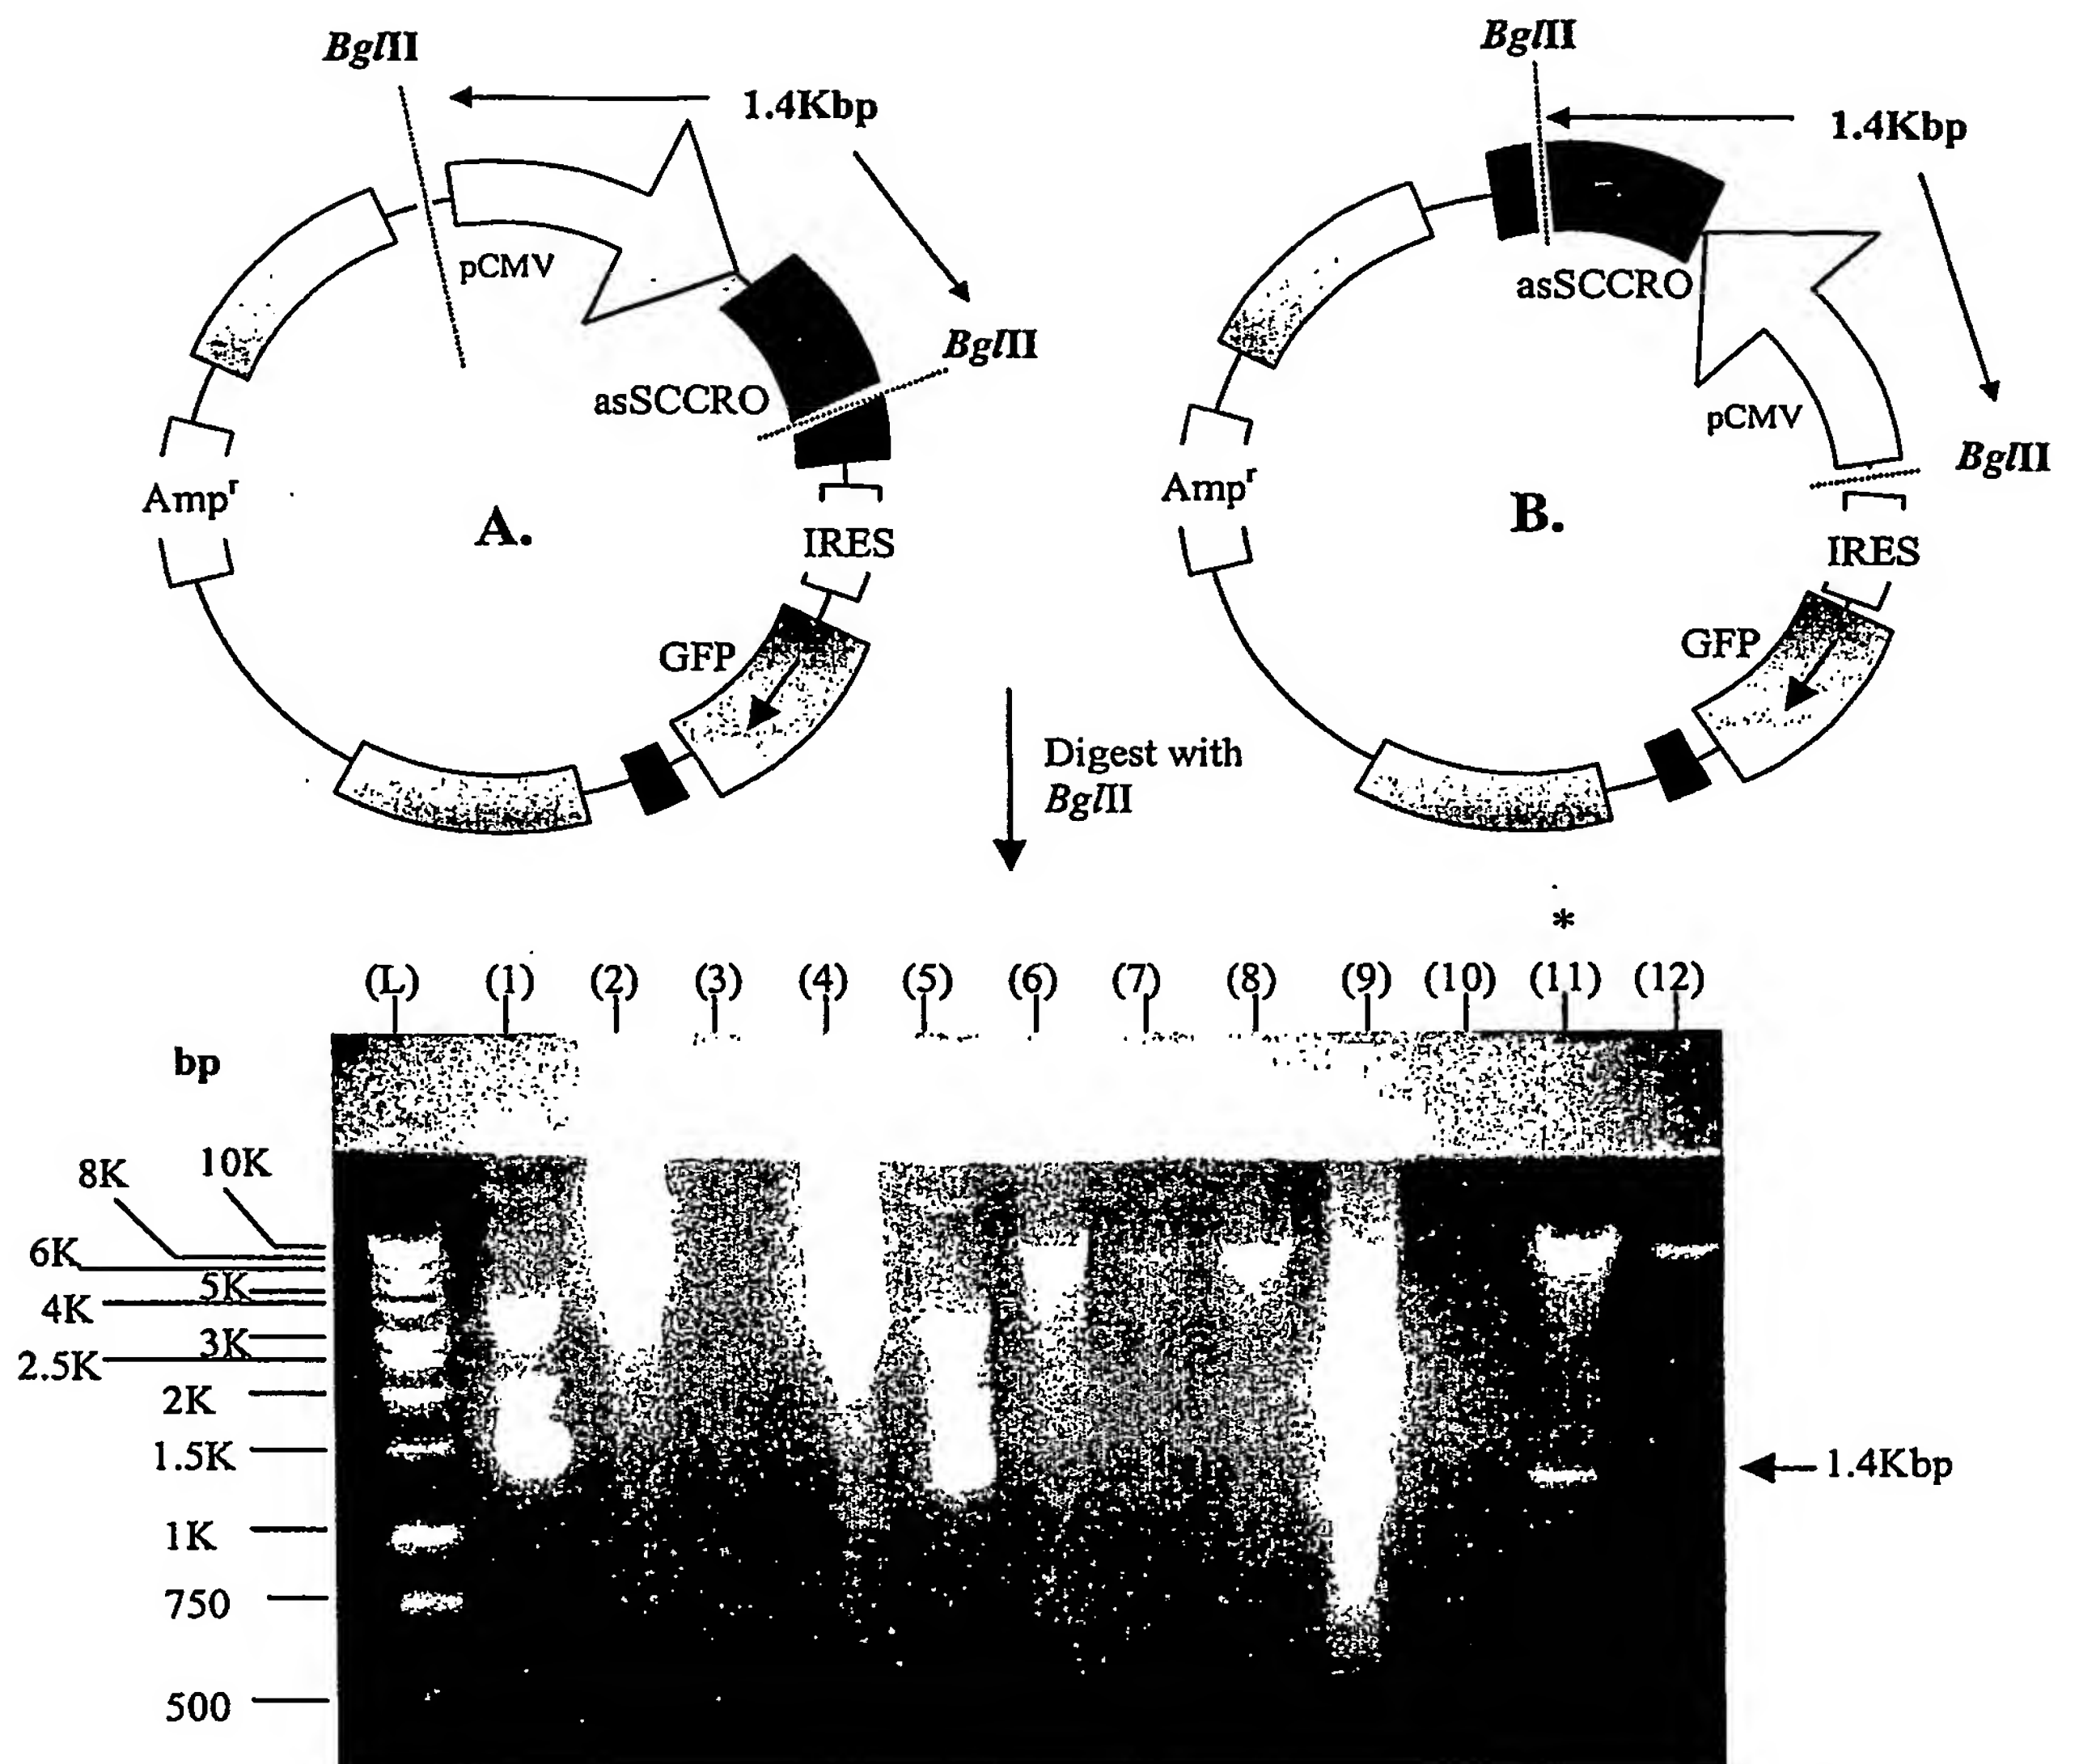 BglII
1.4Kbp
pCMV
asSCCRO
BglII
Ampʳ
A.
IRES
GFP
BglII
1.4Kbp
asSCCRO
pCMV
BglII
Ampʳ
B.
IRES
GFP
Digest with
BglII
*
(L) (1) (2) (3) (4) (5) (6) (7) (8) (9) (10) (11) (12)
bp
10K
8K
6K
5K
4K
3K
2.5K
2K
1.5K
1.4Kbp
1K
750
500